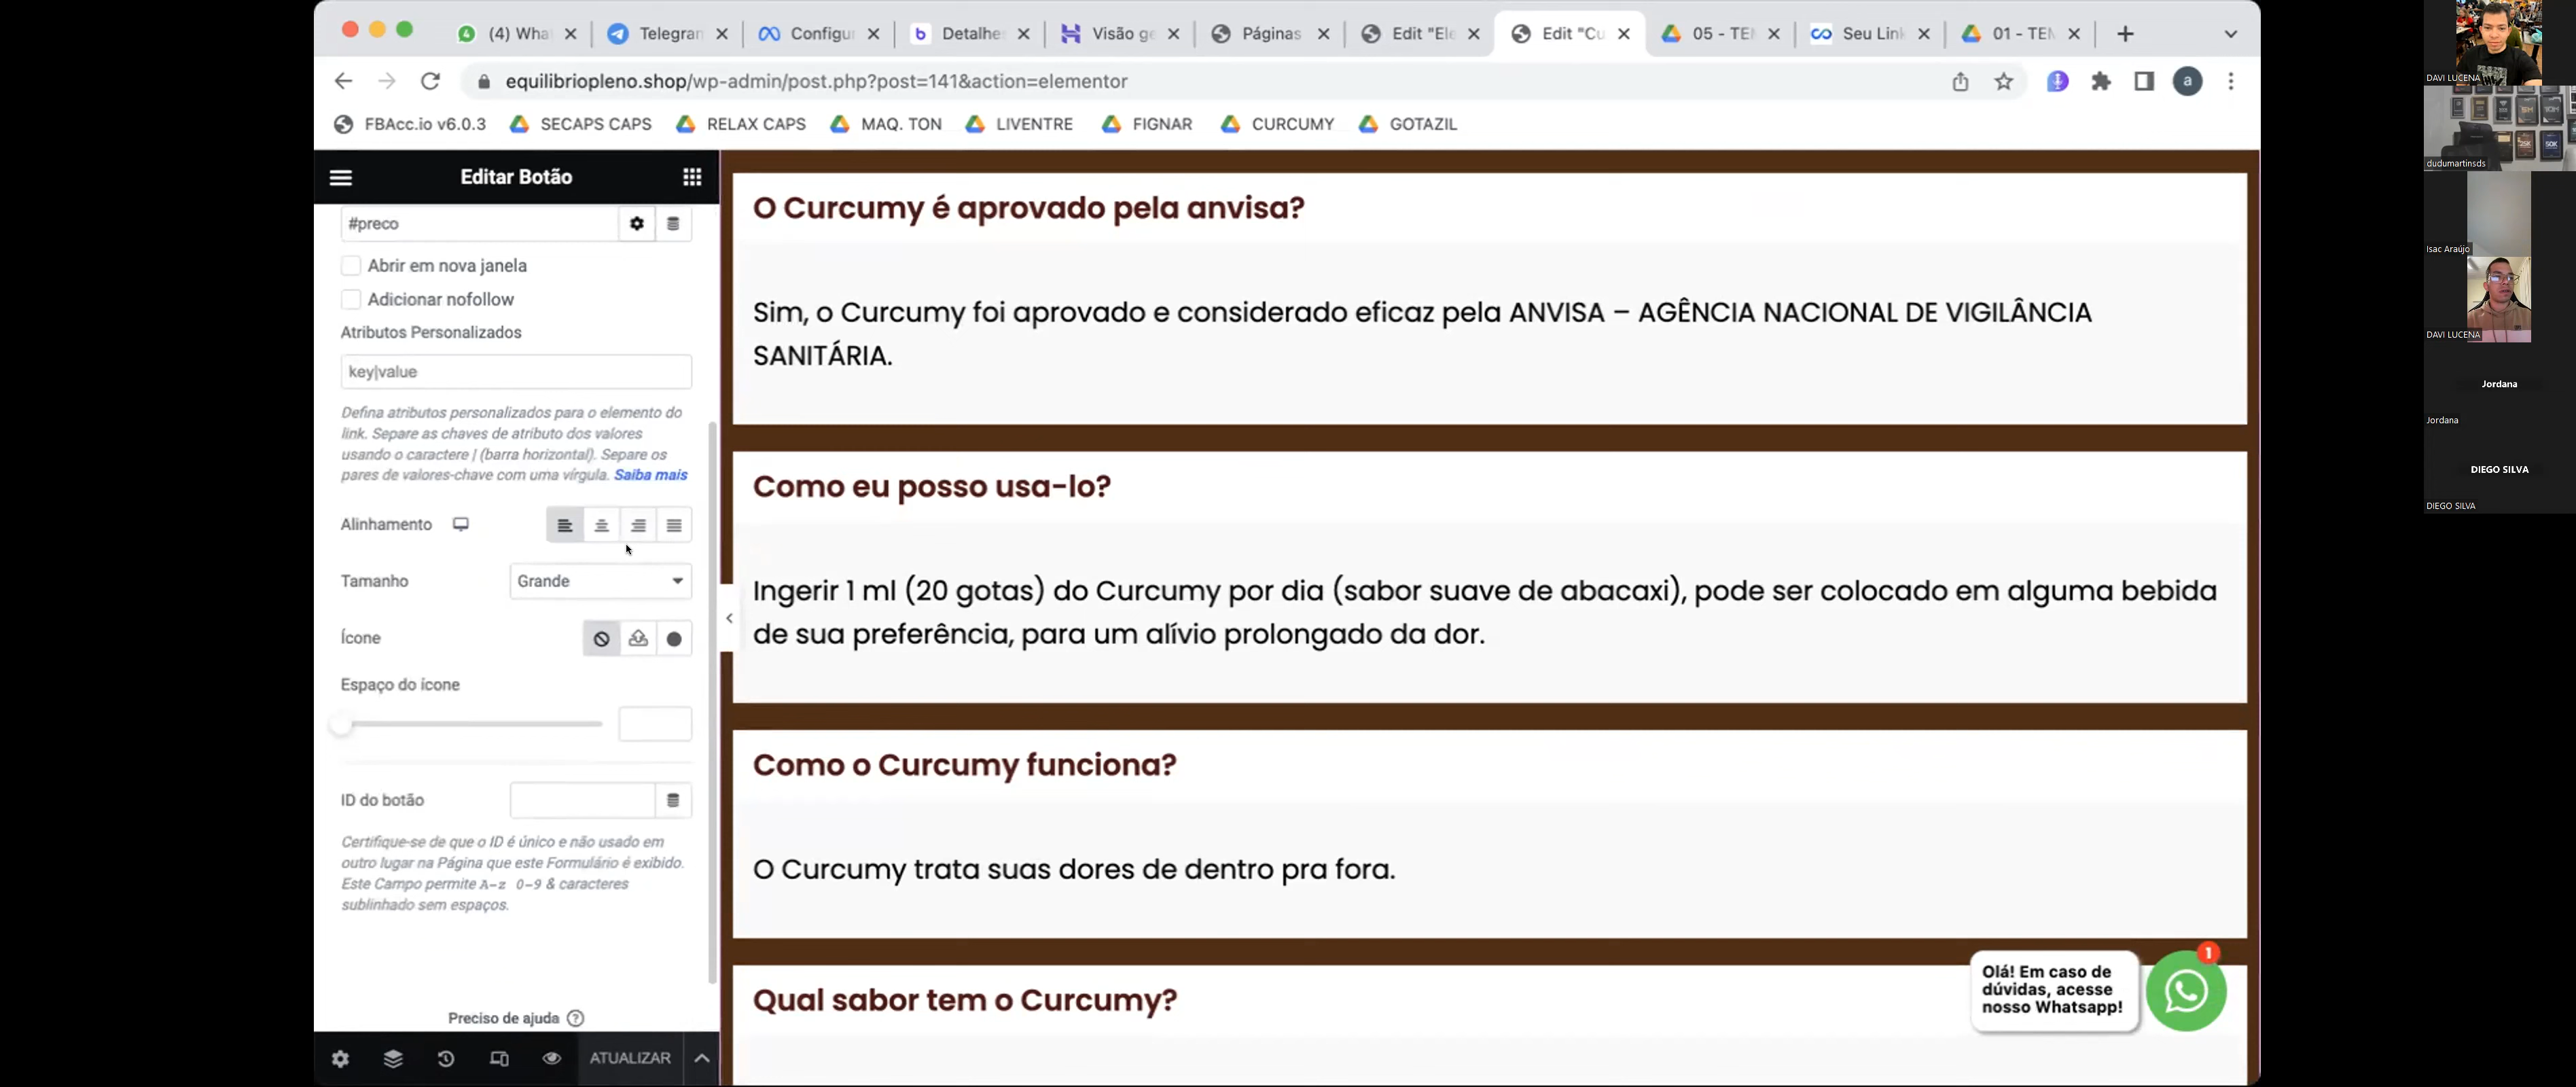 (4) Wha
Telegran
Configur
Detalhe
Visão ge
Páginas
Edit "Ele
Edit "Cu
05 - TEN
Seu Link
01 - TEN
equilibriopleno.shop/wp-admin/post.php?post=141&action=elementor
a
FBAcc.io v6.0.3
SECAPS CAPS
RELAX CAPS
MAQ. TON
LIVENTRE
FIGNAR
CURCUMY
GOTAZIL
Editar Botão
#preco
Abrir em nova janela
Adicionar nofollow
Atributos Personalizados
key|value
Defina atributos personalizados para o elemento do
link. Separe as chaves de atributo dos valores
usando o caractere | (barra horizontal). Separe os
pares de valores-chave com uma vírgula. Saiba mais
Alinhamento
Tamanho
Grande
Ícone
Espaço do ícone
ID do botão
Certifique-se de que o ID é único e não usado em
outro lugar na Página que este Formulário é exibido.
Este Campo permite A-z 0-9 & caracteres
sublinhado sem espaços.
Preciso de ajuda
ATUALIZAR
O Curcumy é aprovado pela anvisa?
Sim, o Curcumy foi aprovado e considerado eficaz pela ANVISA – AGÊNCIA NACIONAL DE VIGILÂNCIA
SANITÁRIA.
Como eu posso usa-lo?
Ingerir 1 ml (20 gotas) do Curcumy por dia (sabor suave de abacaxi), pode ser colocado em alguma bebida
de sua preferência, para um alívio prolongado da dor.
Como o Curcumy funciona?
O Curcumy trata suas dores de dentro pra fora.
Qual sabor tem o Curcumy?
Olá! Em caso de
dúvidas, acesse
nosso Whatsapp!
1
DAVI LUCENA
dudumartinsds
Isac Araújo
DAVI LUCENA
Jordana
Jordana
DIEGO SILVA
DIEGO SILVA